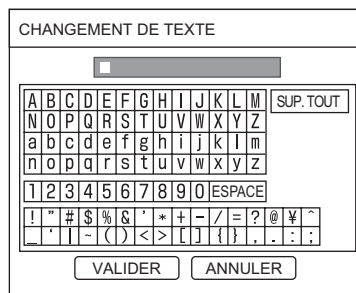 CHANGEMENT DE TEXTE
A B C D E F G H I J K L M SUP. TOUT
N O P Q R S T U V W X Y Z
a b c d e f g h i j k l m
n o p q r s t u v w x y z
1 2 3 4 5 6 7 8 9 0 ESPACE
! " # $ % & ' * + - / = ? @ ¥ ^
_ ‘ | ~ ( ) < > [ ] { } , . : ;
VALIDER ANNULER